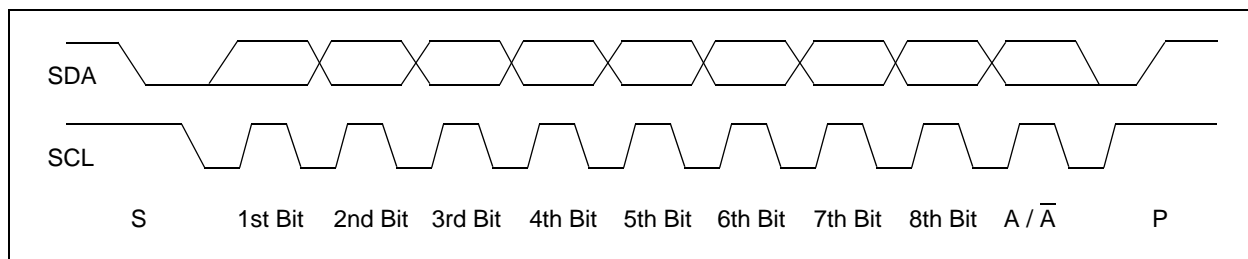 SDA
SCL
S 1st Bit 2nd Bit 3rd Bit 4th Bit 5th Bit 6th Bit 7th Bit 8th Bit A / A̅ P